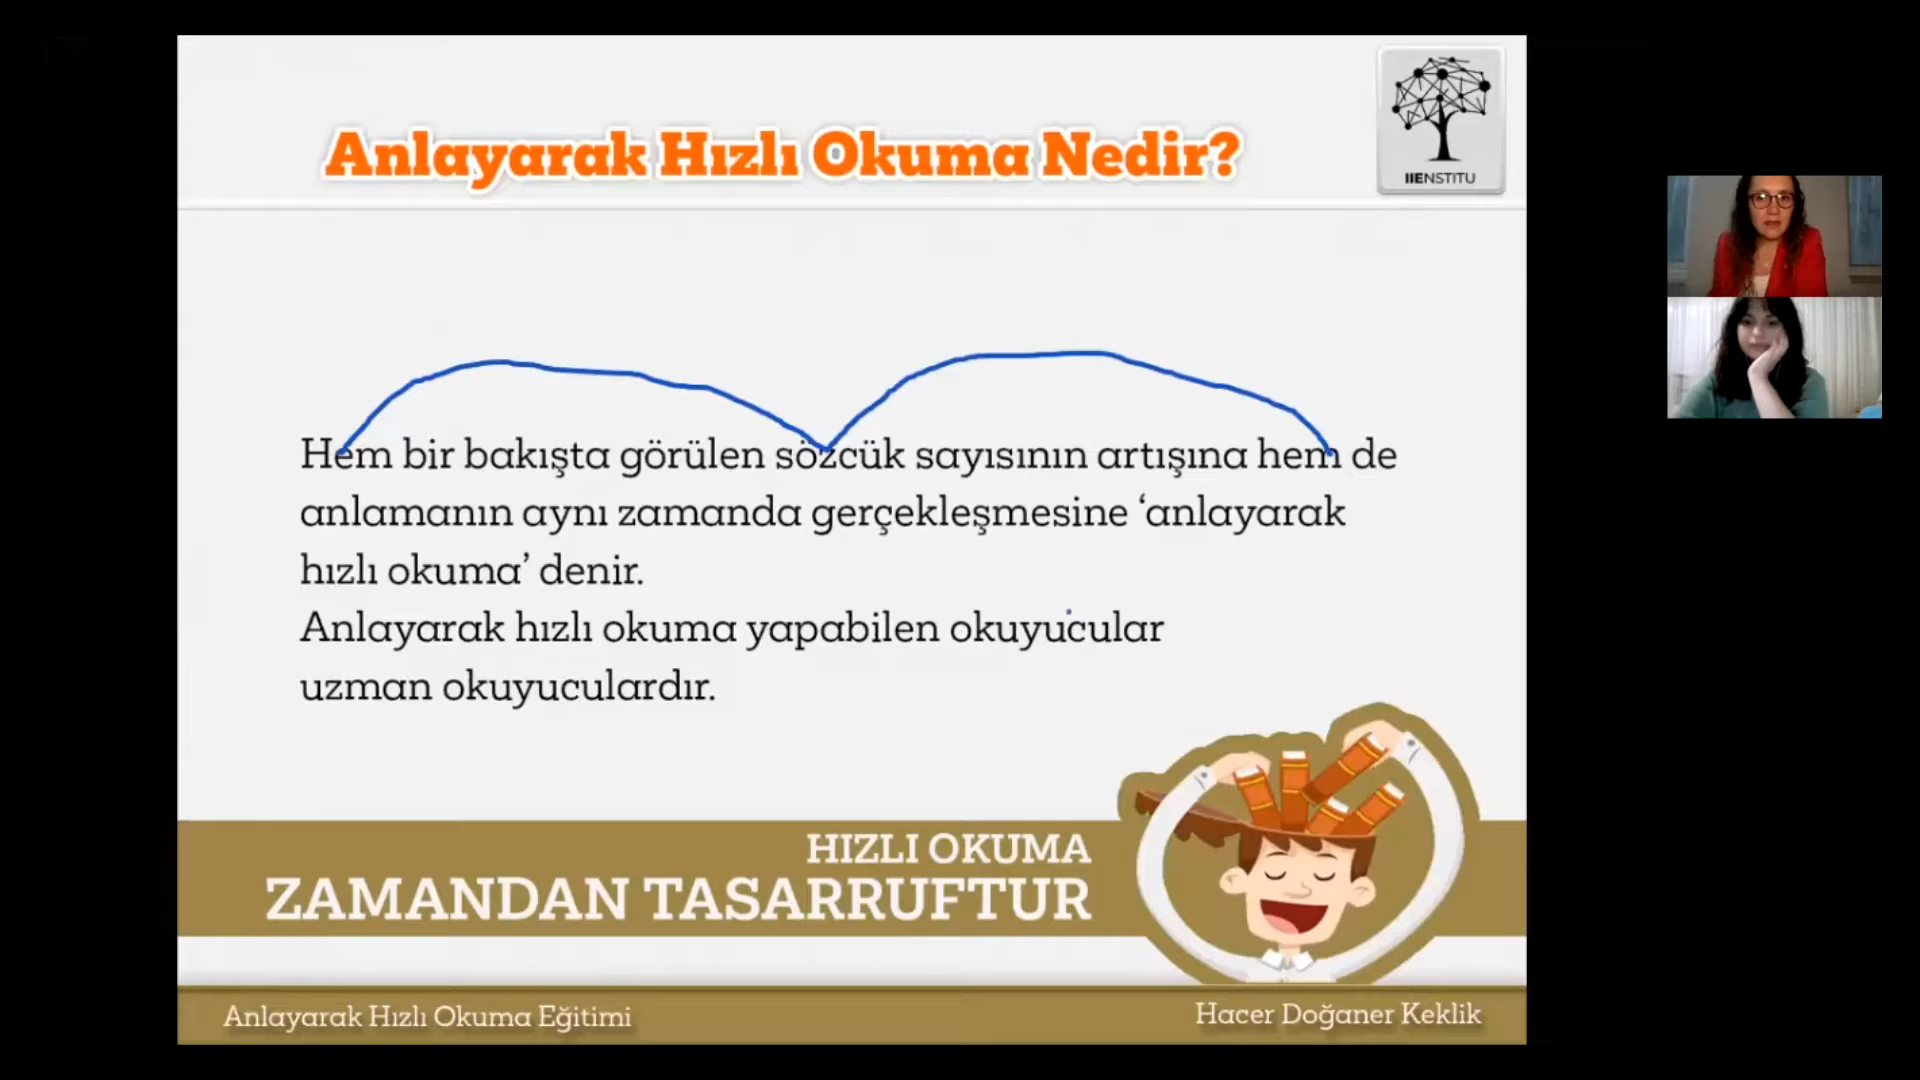 Anlayarak Hızlı Okuma Nedir?
IIENSTITU
Hem bir bakışta görülen sözcük sayısının artışına hem de
anlamanın aynı zamanda gerçekleşmesine ‘anlayarak
hızlı okuma’ denir.
Anlayarak hızlı okuma yapabilen okuyucular
uzman okuyuculardır.
HIZLI OKUMA
ZAMANDAN TASARRUFTUR
Anlayarak Hızlı Okuma Eğitimi
Hacer Doğaner Keklik